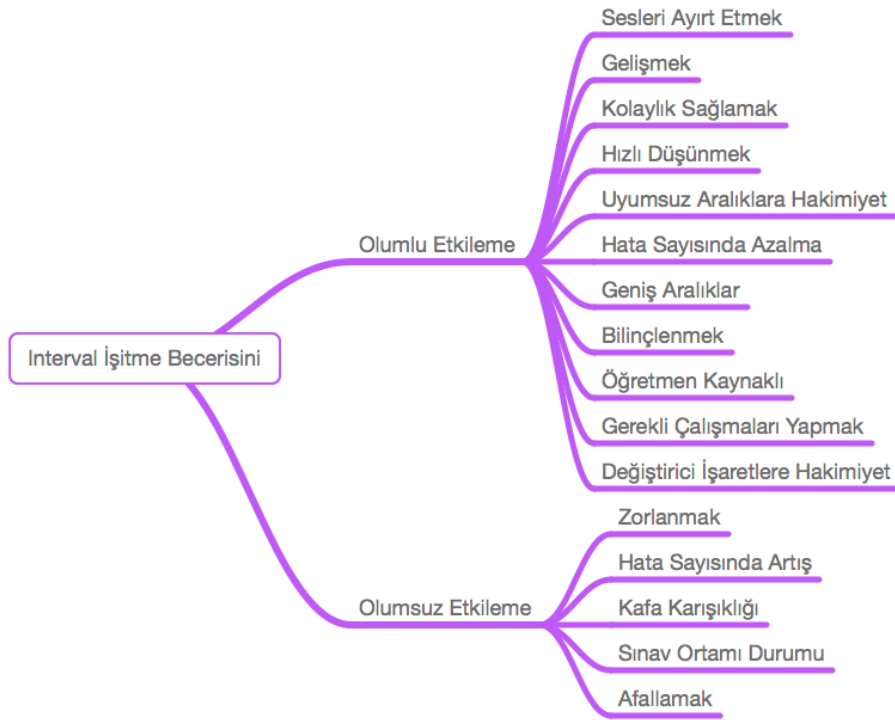 Interval İşitme Becerisini
Olumlu Etkileme
Sesleri Ayırt Etmek
Gelişmek
Kolaylık Sağlamak
Hızlı Düşünmek
Uyumsuz Aralıklara Hakimiyet
Hata Sayısında Azalma
Geniş Aralıklar
Bilinçlenmek
Öğretmen Kaynaklı
Gerekli Çalışmaları Yapmak
Değiştirici İşaretlere Hakimiyet
Olumsuz Etkileme
Zorlanmak
Hata Sayısında Artış
Kafa Karışıklığı
Sınav Ortamı Durumu
Afallamak